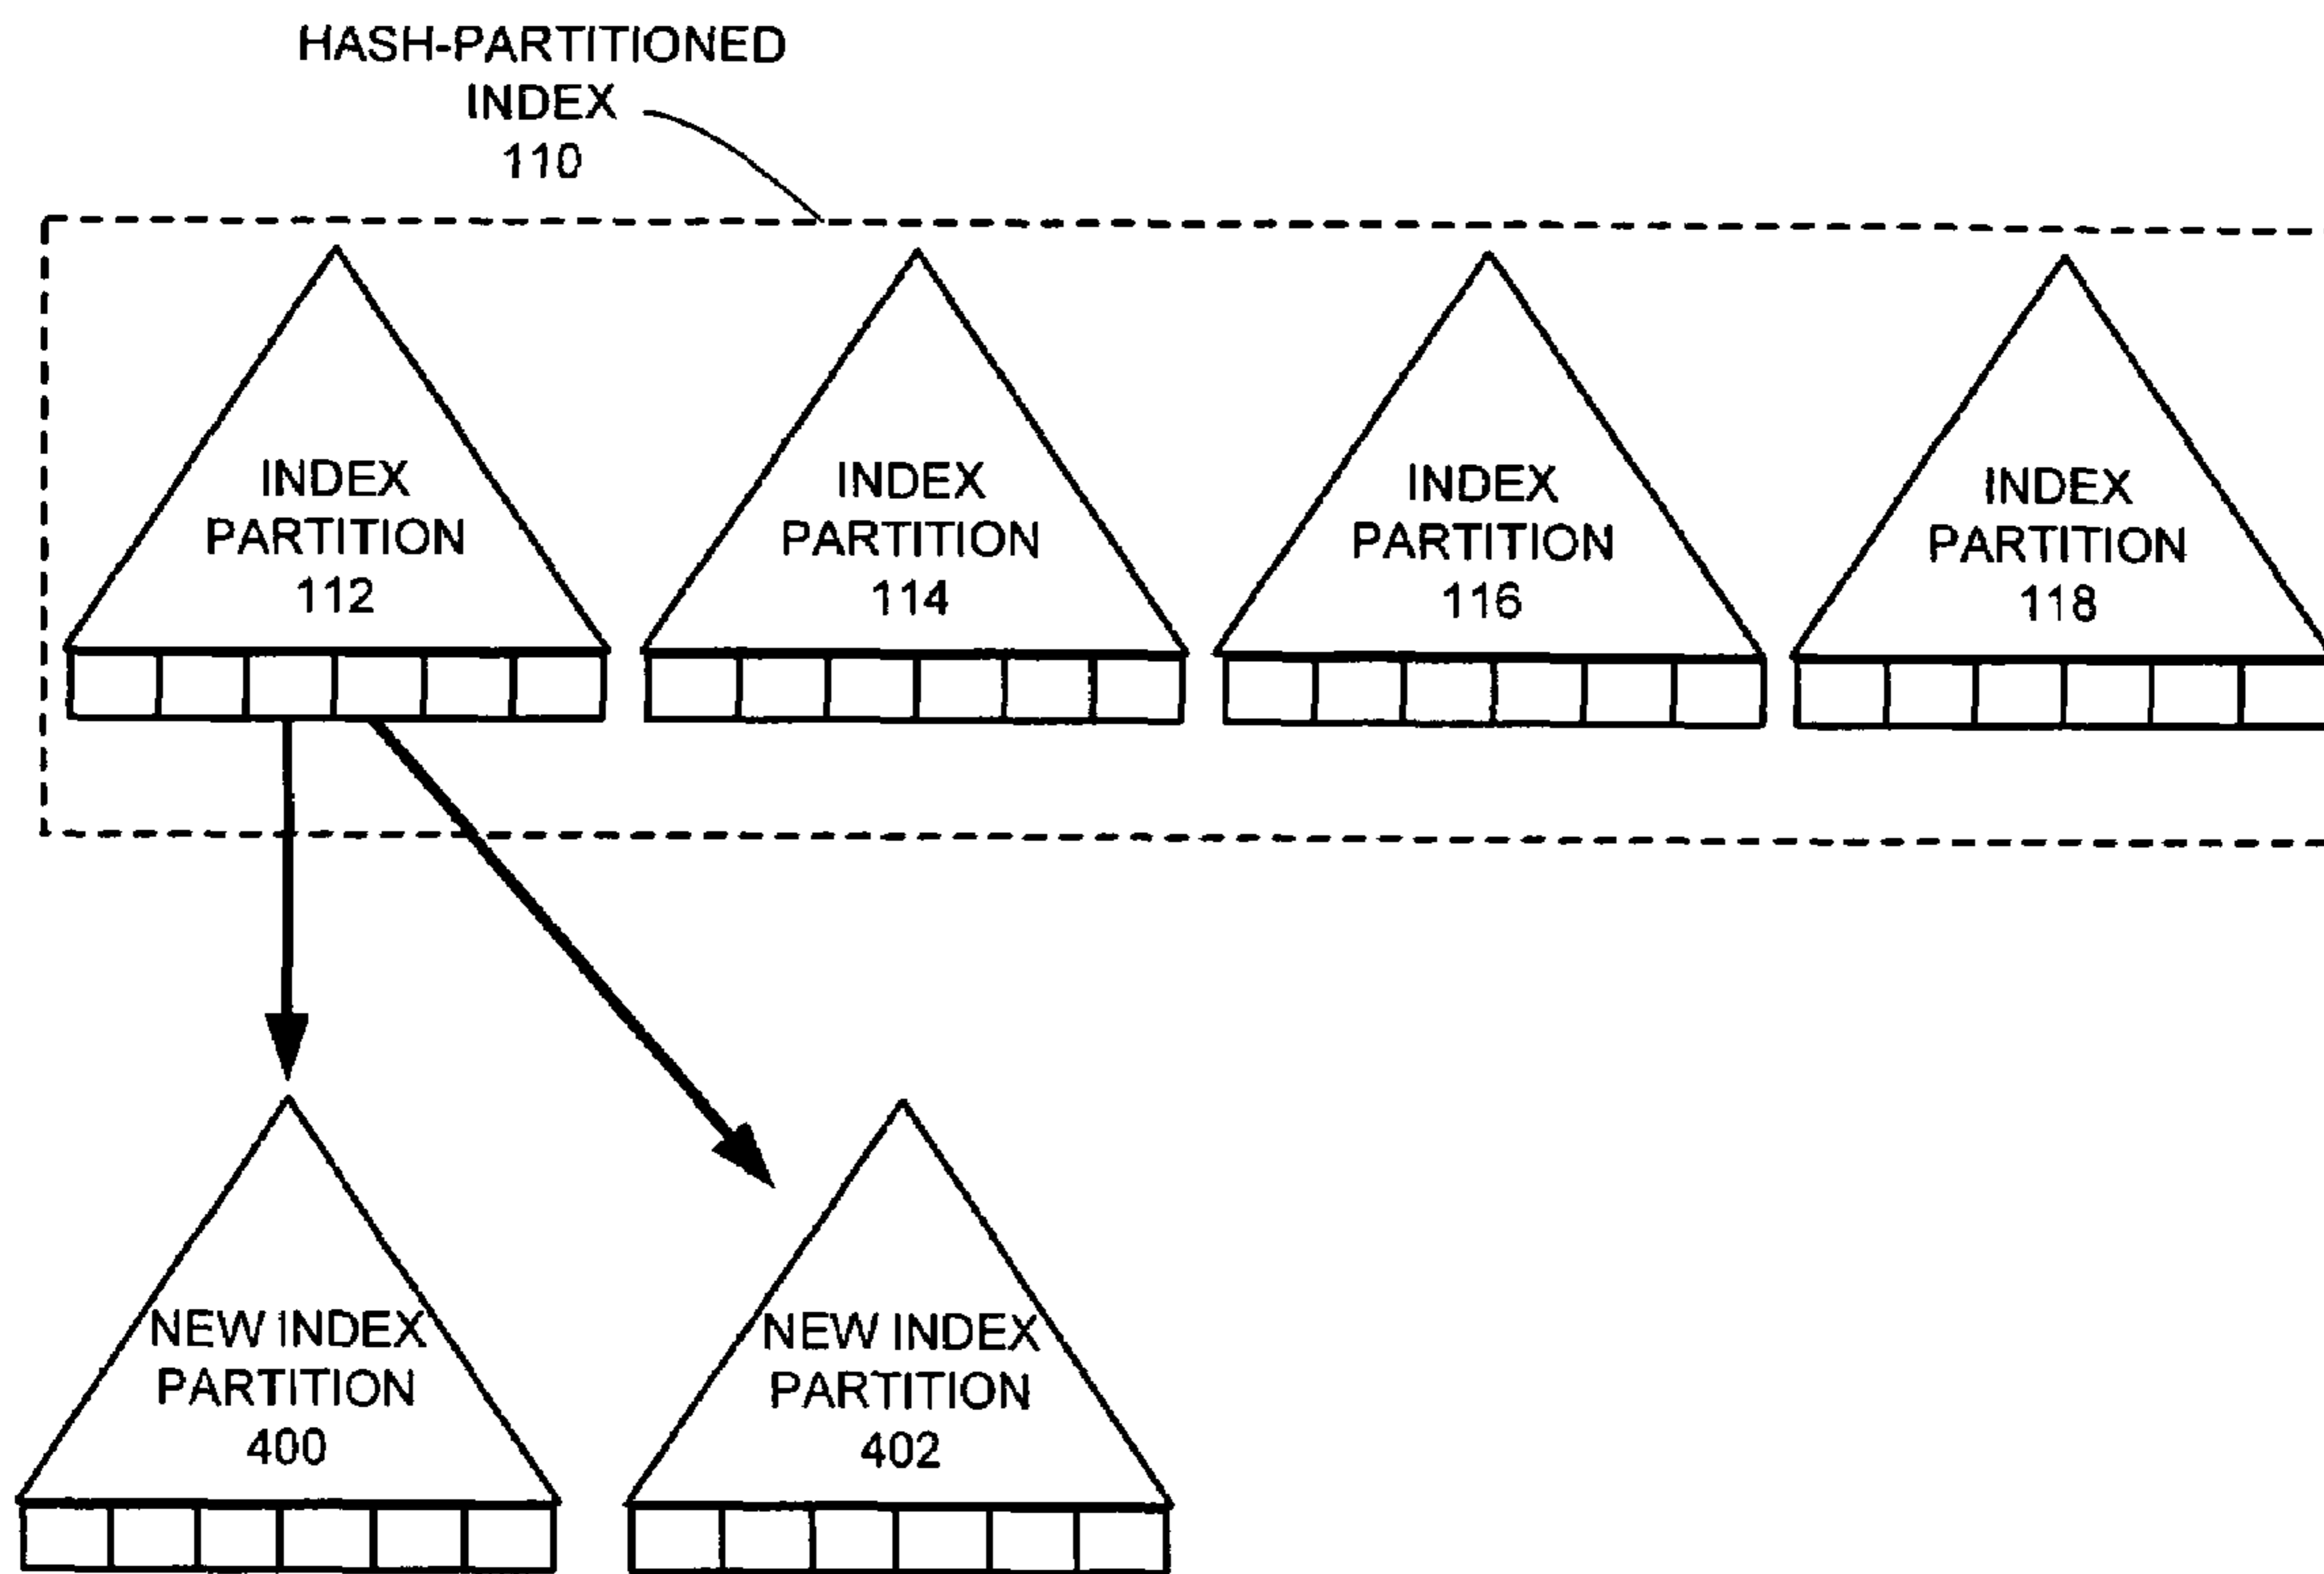 HASH-PARTITIONED
INDEX
110
INDEX
PARTITION
112
INDEX
PARTITION
114
INDEX
PARTITION
116
INDEX
PARTITION
118
NEW INDEX
PARTITION
400
NEW INDEX
PARTITION
402